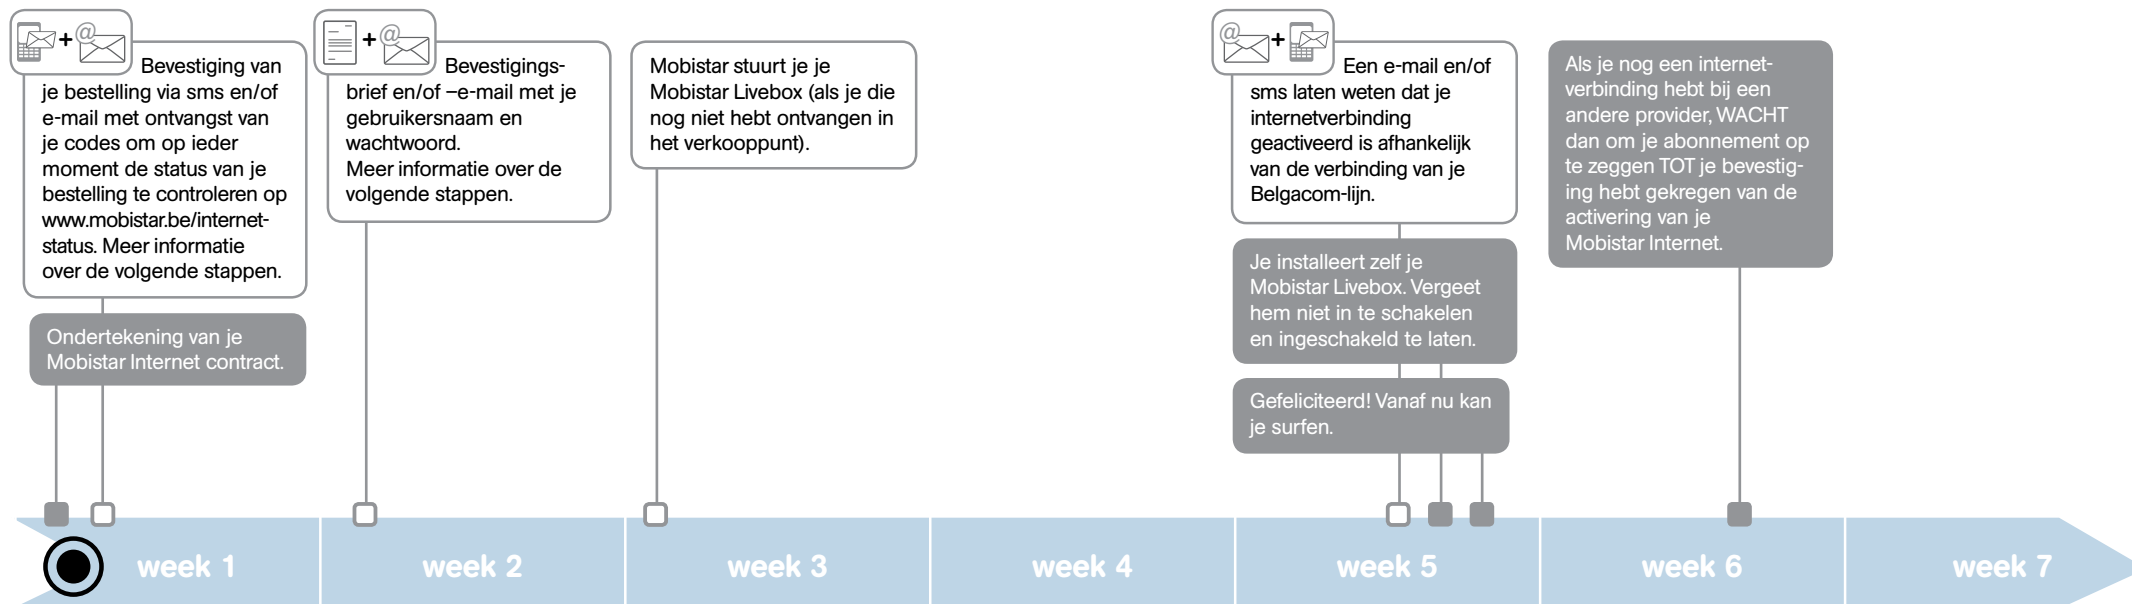 Bevestiging van
je bestelling via sms en/of
e-mail met ontvangst van
je codes om op ieder
moment de status van je
bestelling te controleren op
www.mobistar.be/internet-
status. Meer informatie
over de volgende stappen.
Ondertekening van je
Mobistar Internet contract.
Bevestigings-
brief en/of –e-mail met je
gebruikersnaam en
wachtwoord.
Meer informatie over de
volgende stappen.
Mobistar stuurt je je
Mobistar Livebox (als je die
nog niet hebt ontvangen in
het verkooppunt).
Een e-mail en/of
sms laten weten dat je
internetverbinding
geactiveerd is afhankelijk
van de verbinding van je
Belgacom-lijn.
Je installeert zelf je
Mobistar Livebox. Vergeet
hem niet in te schakelen
en ingeschakeld te laten.
Gefeliciteerd! Vanaf nu kan
je surfen.
Als je nog een internet-
verbinding hebt bij een
andere provider, WACHT
dan om je abonnement op
te zeggen TOT je bevestig-
ing hebt gekregen van de
activering van je
Mobistar Internet.
week 1
week 2
week 3
week 4
week 5
week 6
week 7